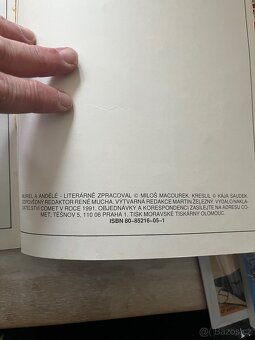 MURIEL A ANDĚLÉ - LITERÁRNĚ ZPRACOVAL © MILOŠ MACOUREK. KRESLIL © KÁJA SAUDEK.
ODPOVĚDNÝ REDAKTOR RENÉ MUCHA. VÝTVARNÁ REDAKCE MARTIN ŽELEZNÝ. VYDALO NAKLA-
DATELSTVÍ COMET V ROCE 1991. OBJEDNÁVKY A KORESPONDENCI ZASÍLEJTE NA ADRESU CO-
MET, TĚŠNOV 5, 110 06 PRAHA 1. TISK MORAVSKÉ TISKÁRNY OLOMOUC.
ISBN 80-85216-05-1
Bazoš.cz